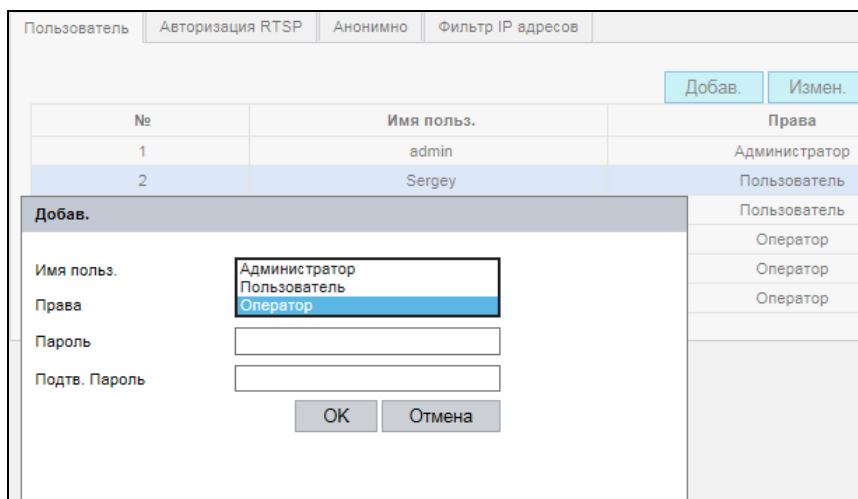 Пользователь Авторизация RTSP Анонимно Фильтр IP адресов
Добав. Измен.
№ Имя польз. Права
1 admin Администратор
2 Sergey Пользователь
Пользователь
Оператор
Оператор
Оператор
Добав.
Имя польз.
Администратор
Пользователь
Права Оператор
Пароль
Подтв. Пароль
OK Отмена